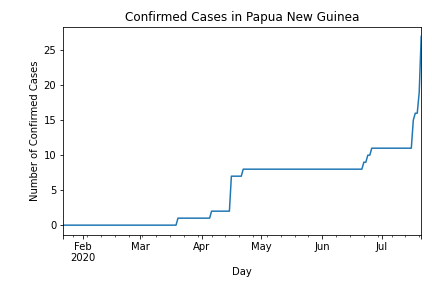 Confirmed Cases in Papua New Guinea
Number of Confirmed Cases
25
20
15
10
5
0
Feb Mar Apr May Jun Jul
2020
Day